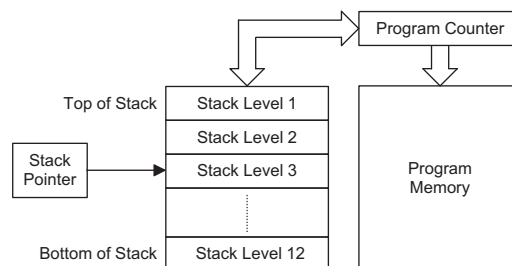 Program Counter
Top of Stack
Stack Level 1
Stack Level 2
Stack
Pointer
Stack Level 3
Program
Memory
Bottom of Stack
Stack Level 12